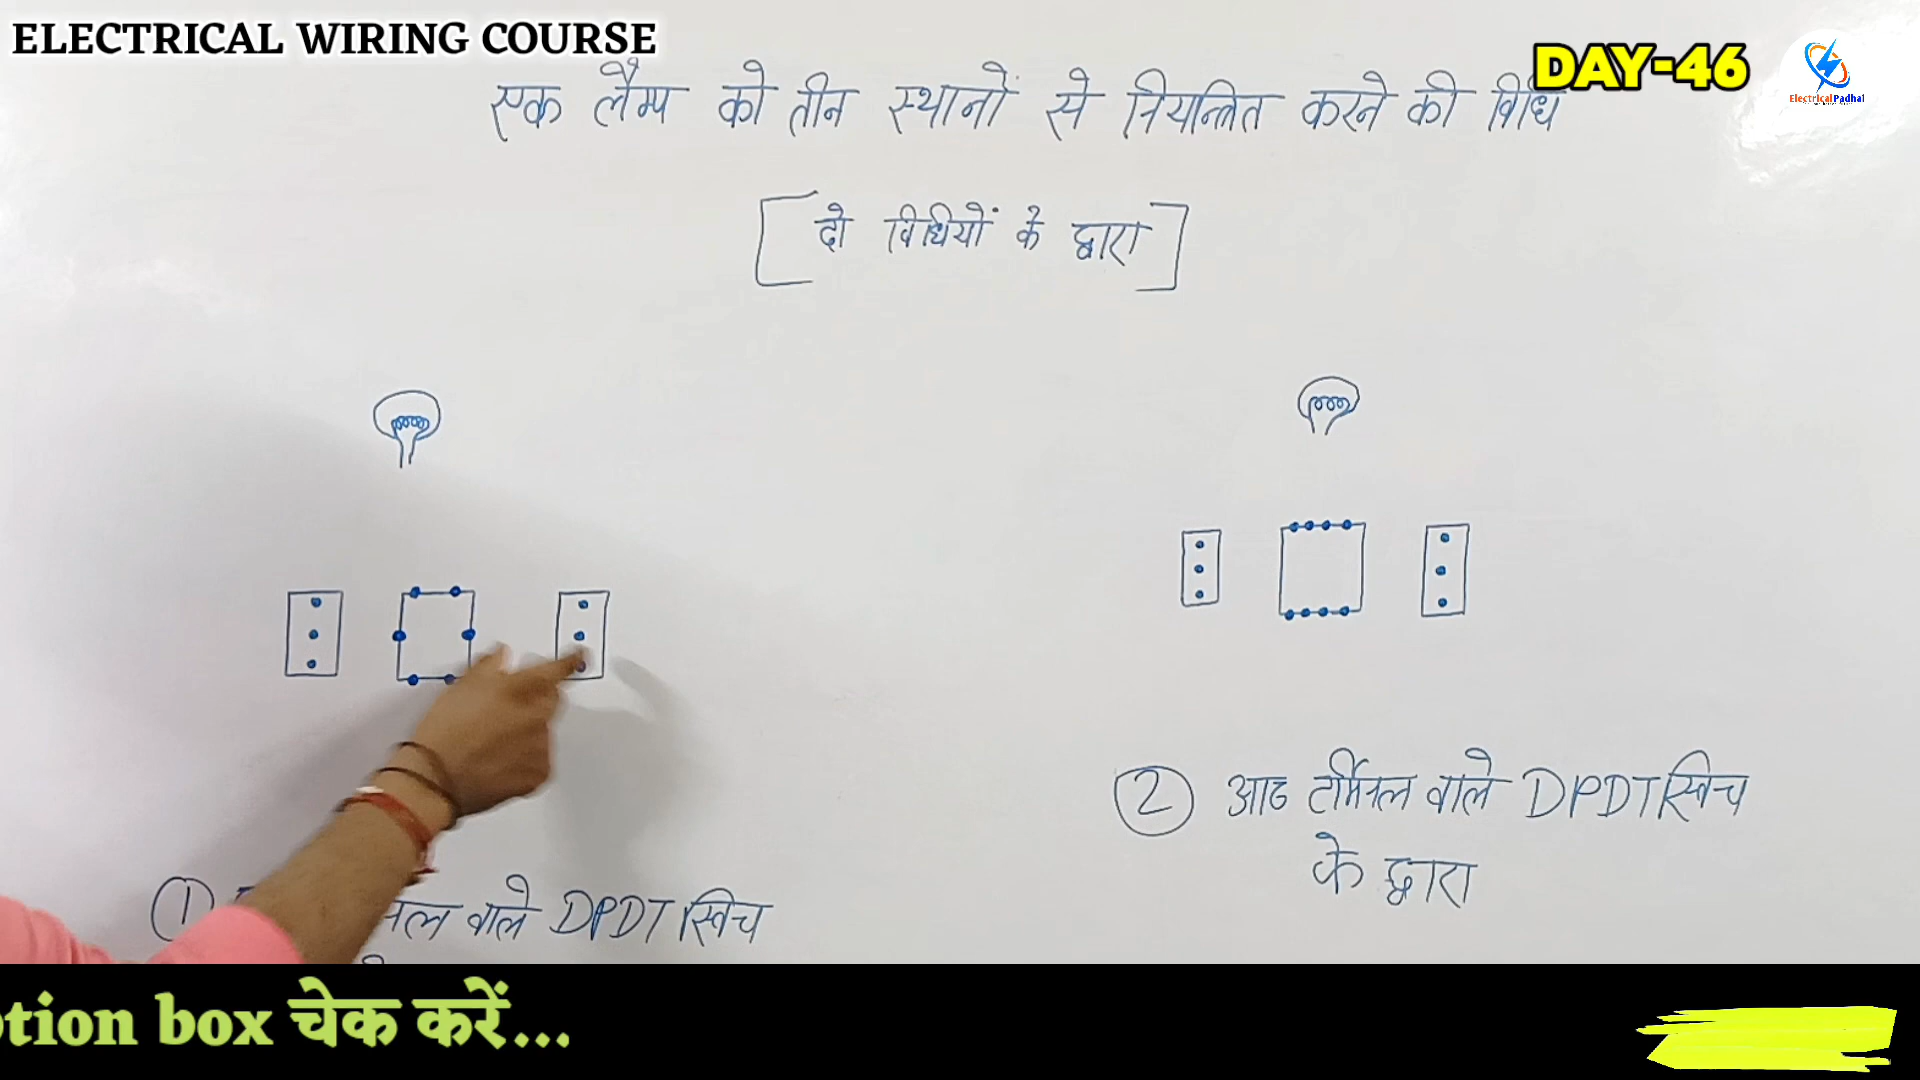 ELECTRICAL WIRING COURSE
DAY-46
ElectricalPadhai
एक लैम्प को तीन स्थानों से नियन्त्रित करने की विधि
[दो विधियों के द्वारा]
② आठ टर्मिनल वाले DPDT स्विच
के द्वारा
① नल वाले DPDT स्विच
tion box चेक करें...